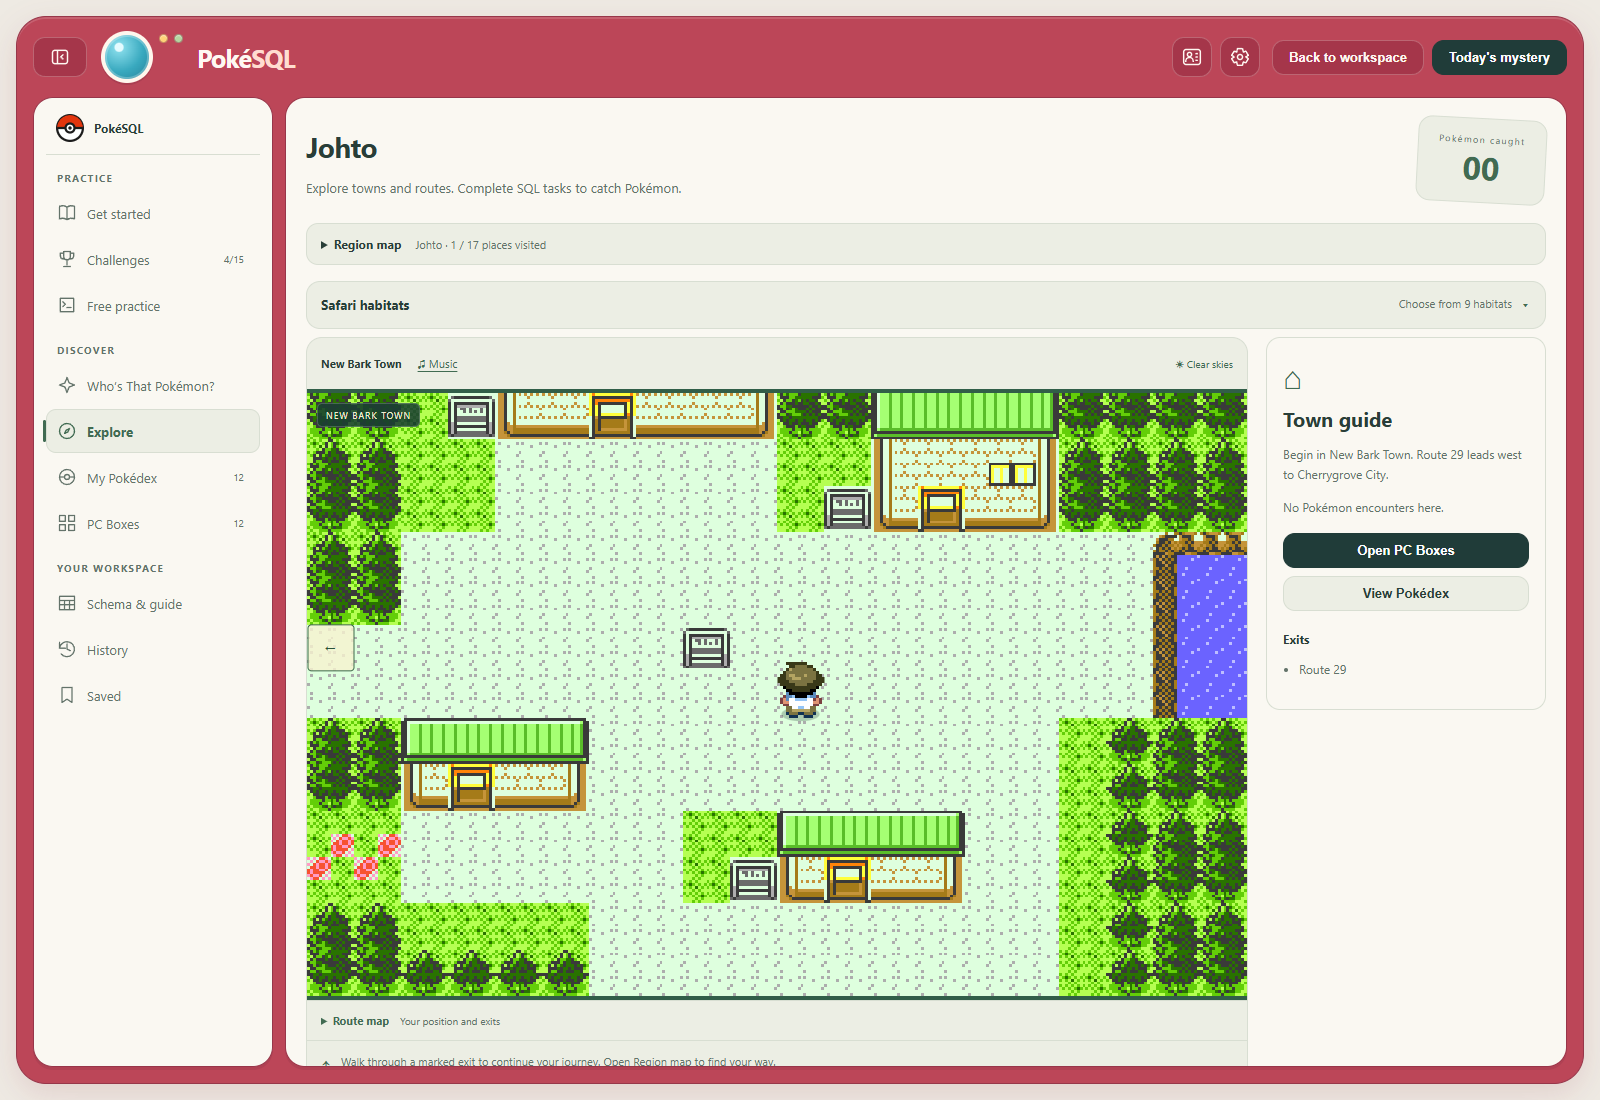 PokéSQL
Back to workspace
Today's mystery
PokéSQL
PRACTICE
Get started
Challenges 4/15
Free practice
DISCOVER
Who's That Pokémon?
Explore
My Pokédex 12
PC Boxes 12
YOUR WORKSPACE
Schema & guide
History
Saved
Johto
Explore towns and routes. Complete SQL tasks to catch Pokémon.
Pokémon caught
00
Region map Johto · 1 / 17 places visited
Safari habitats Choose from 9 habitats
New Bark Town ♫ Music ☀ Clear skies
NEW BARK TOWN
←
Route map Your position and exits
Walk through a marked exit to continue your journey. Open Region map to find your way.
Town guide
Begin in New Bark Town. Route 29 leads west
to Cherrygrove City.
No Pokémon encounters here.
Open PC Boxes
View Pokédex
Exits
• Route 29